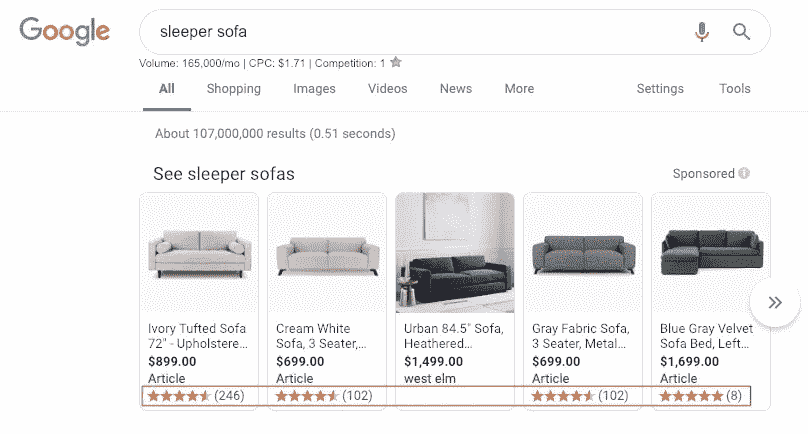 Google
sleeper sofa
Volume: 165,000/mo | CPC: $1.71 | Competition: 1
All Shopping Images Videos News More Settings Tools
About 107,000,000 results (0.51 seconds)
See sleeper sofas
Sponsored
Ivory Tufted Sofa
72" - Upholstere...
$899.00
Article
(246)
Cream White
Sofa, 3 Seater,...
$699.00
Article
(102)
Urban 84.5" Sofa,
Heathered...
$1,499.00
west elm
Gray Fabric Sofa,
3 Seater, Metal...
$699.00
Article
(102)
Blue Gray Velvet
Sofa Bed, Left...
$1,699.00
Article
(8)